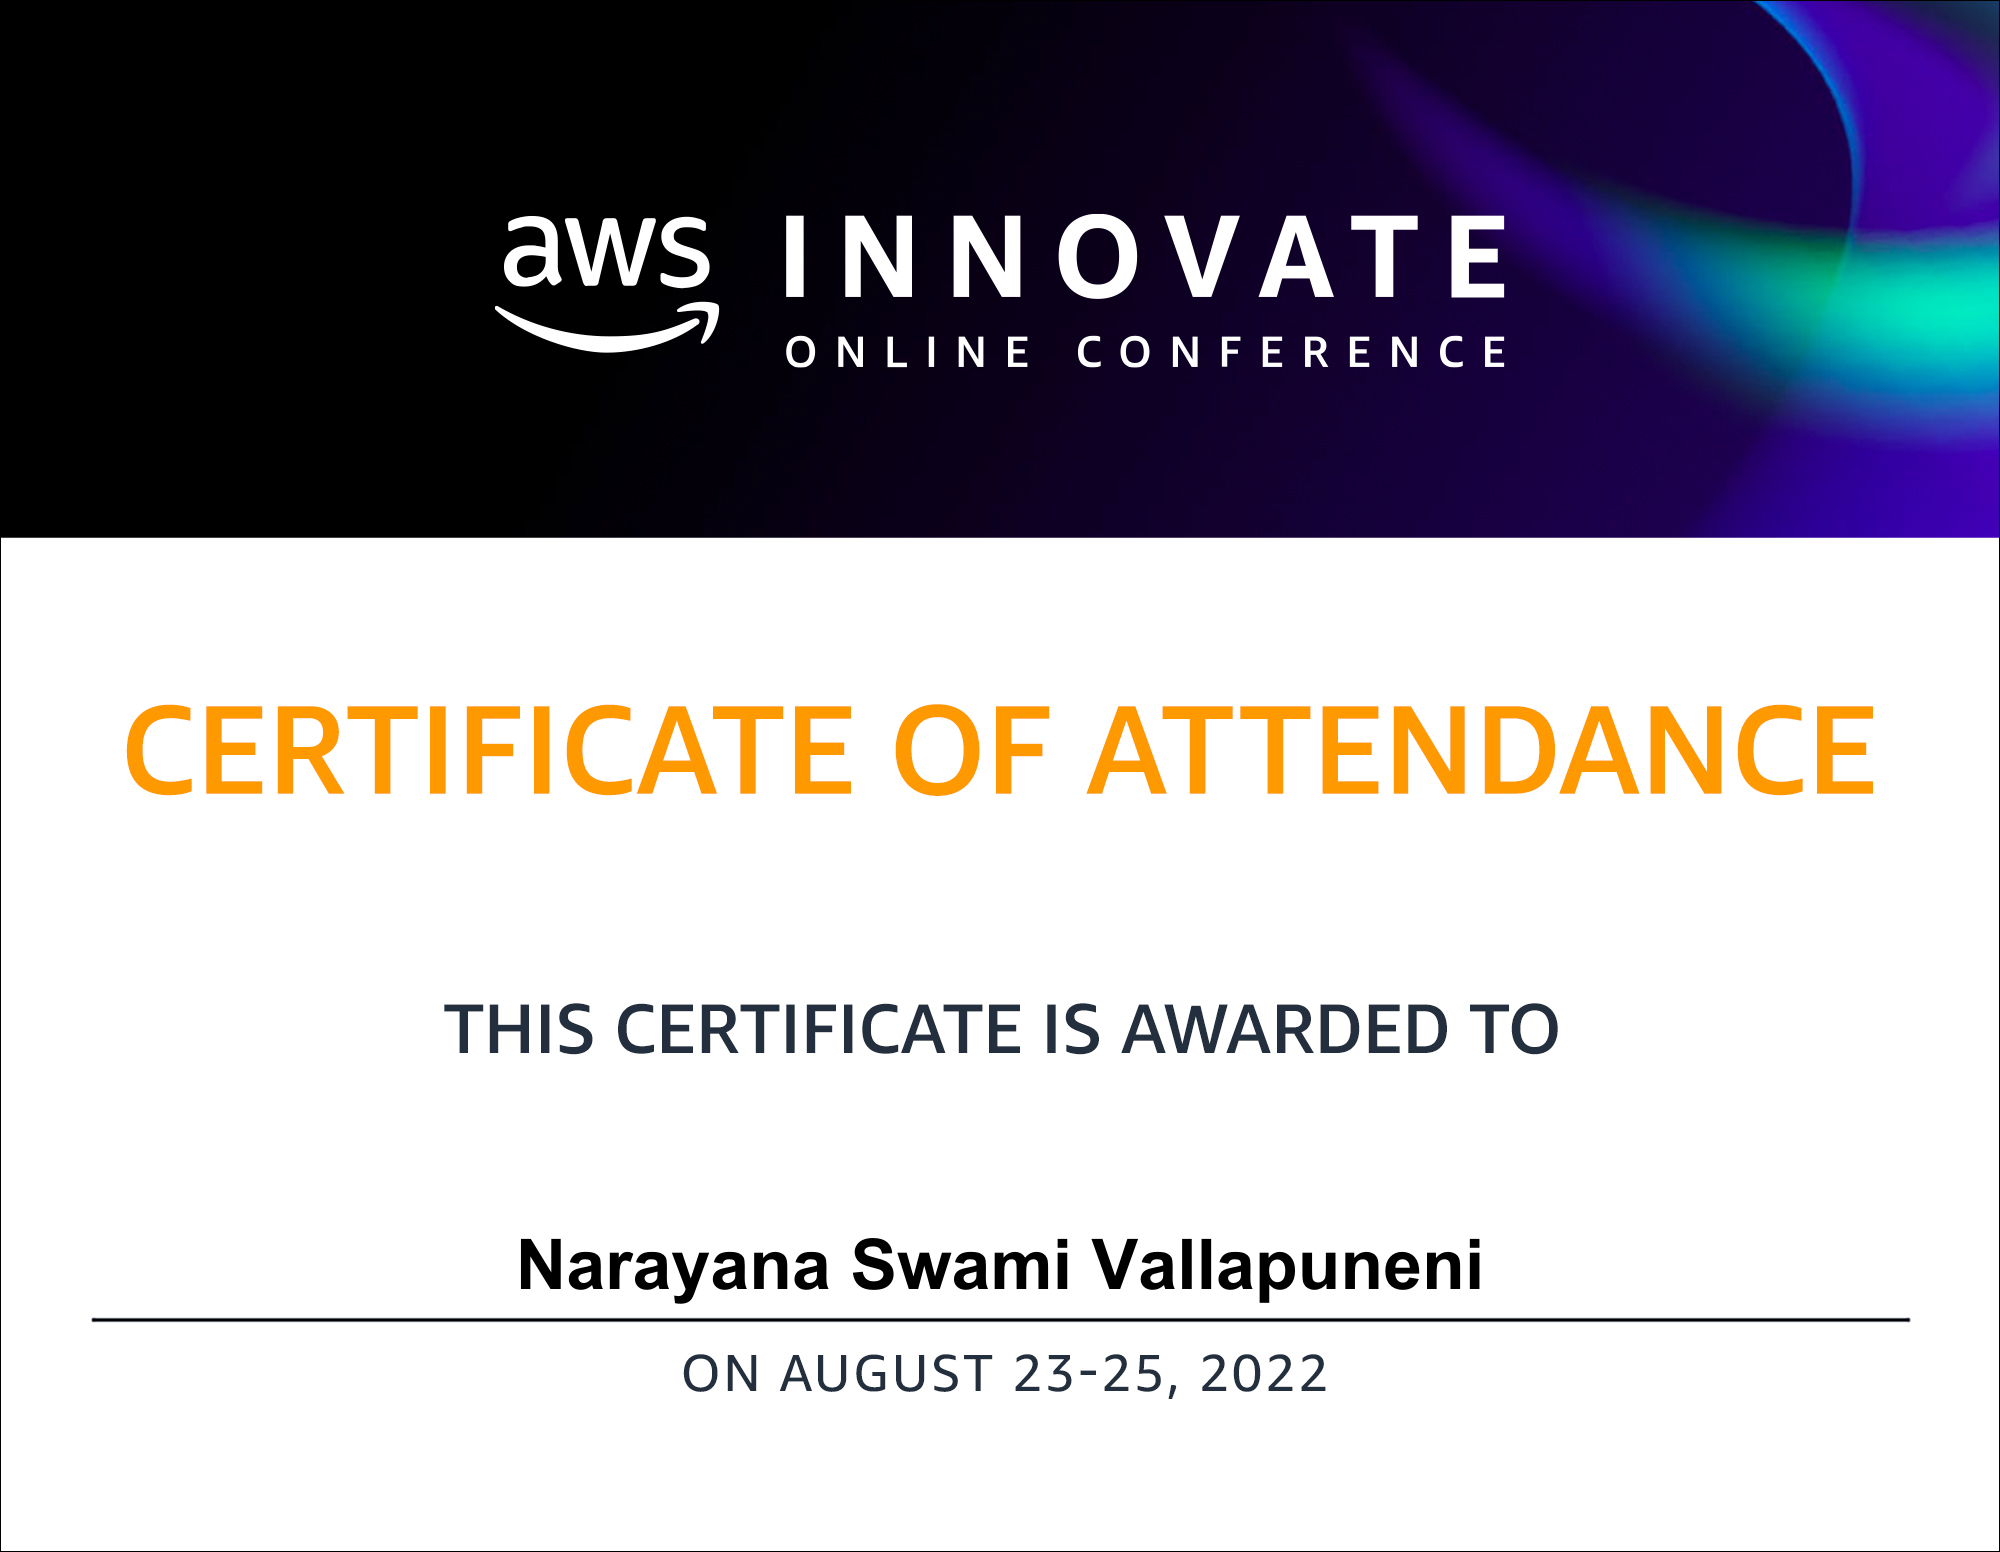 aws INNOVATE
ONLINE CONFERENCE
CERTIFICATE OF ATTENDANCE
THIS CERTIFICATE IS AWARDED TO
Narayana Swami Vallapuneni
ON AUGUST 23-25, 2022